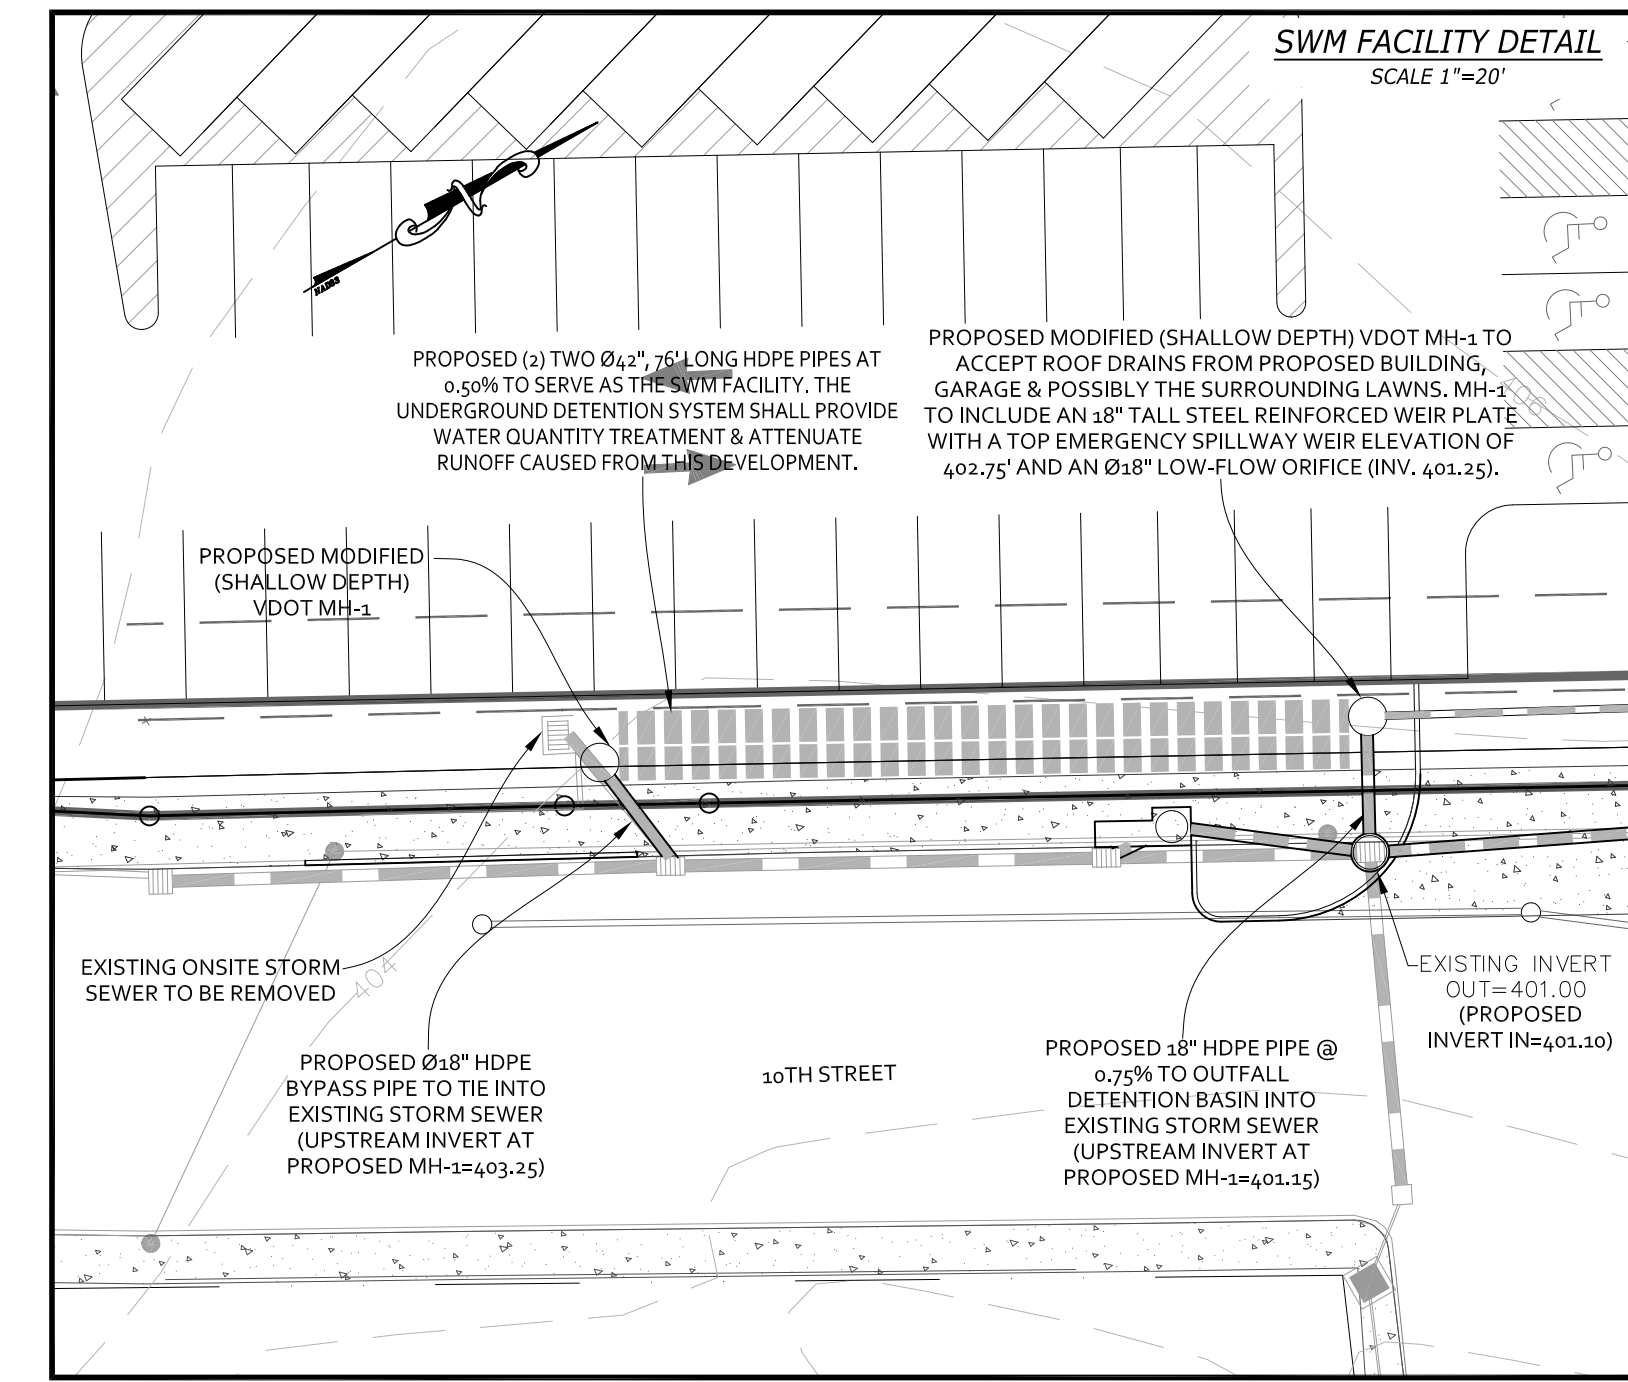 SWM FACILITY DETAIL
SCALE 1"=20'
NAD83
PROPOSED (2) TWO Ø42", 76' LONG HDPE PIPES AT
0.50% TO SERVE AS THE SWM FACILITY. THE
UNDERGROUND DETENTION SYSTEM SHALL PROVIDE
WATER QUANTITY TREATMENT & ATTENUATE
RUNOFF CAUSED FROM THIS DEVELOPMENT.
PROPOSED MODIFIED (SHALLOW DEPTH) VDOT MH-1 TO
ACCEPT ROOF DRAINS FROM PROPOSED BUILDING,
GARAGE & POSSIBLY THE SURROUNDING LAWNS. MH-1
TO INCLUDE AN 18" TALL STEEL REINFORCED WEIR PLATE
WITH A TOP EMERGENCY SPILLWAY WEIR ELEVATION OF
402.75' AND AN Ø18" LOW-FLOW ORIFICE (INV. 401.25).
406
PROPOSED MODIFIED
(SHALLOW DEPTH)
VDOT MH-1
EXISTING ONSITE STORM
SEWER TO BE REMOVED
404
EXISTING INVERT
OUT=401.00
(PROPOSED
INVERT IN=401.10)
PROPOSED Ø18" HDPE
BYPASS PIPE TO TIE INTO
EXISTING STORM SEWER
(UPSTREAM INVERT AT
PROPOSED MH-1=403.25)
10TH STREET
PROPOSED 18" HDPE PIPE @
0.75% TO OUTFALL
DETENTION BASIN INTO
EXISTING STORM SEWER
(UPSTREAM INVERT AT
PROPOSED MH-1=401.15)